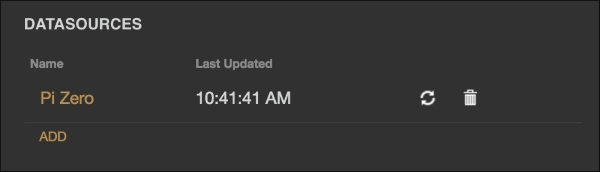 DATASOURCES
Name Last Updated
Pi Zero 10:41:41 AM
ADD